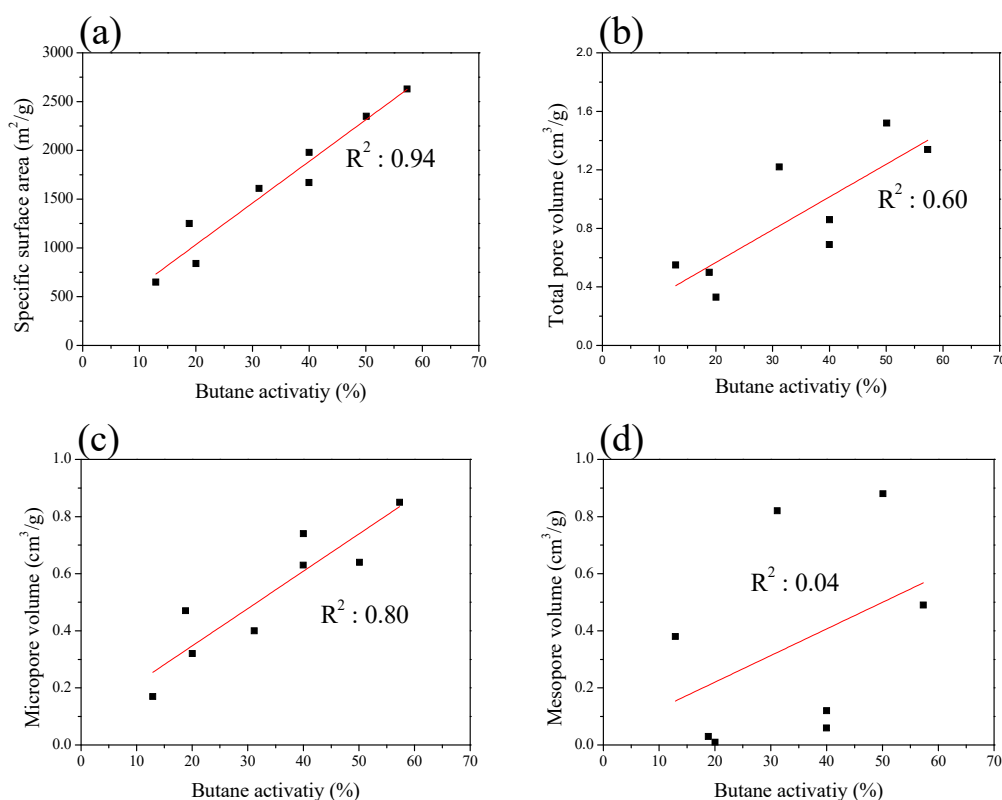 (a)
Specific surface area (m²/g)
3000
2500
2000
1500
1000
500
0
R² : 0.94
0 10 20 30 40 50 60 70
Butane activatiy (%)
(b)
Total pore volume (cm³/g)
2.0
1.6
1.2
0.8
0.4
0.0
R² : 0.60
0 10 20 30 40 50 60 70
Butane activatiy (%)
(c)
Micropore volume (cm³/g)
1.0
0.8
0.6
0.4
0.2
0.0
R² : 0.80
0 10 20 30 40 50 60 70
Butane activatiy (%)
(d)
Mesopore volume (cm³/g)
1.0
0.8
0.6
0.4
0.2
0.0
R² : 0.04
0 10 20 30 40 50 60 70
Butane activatiy (%)